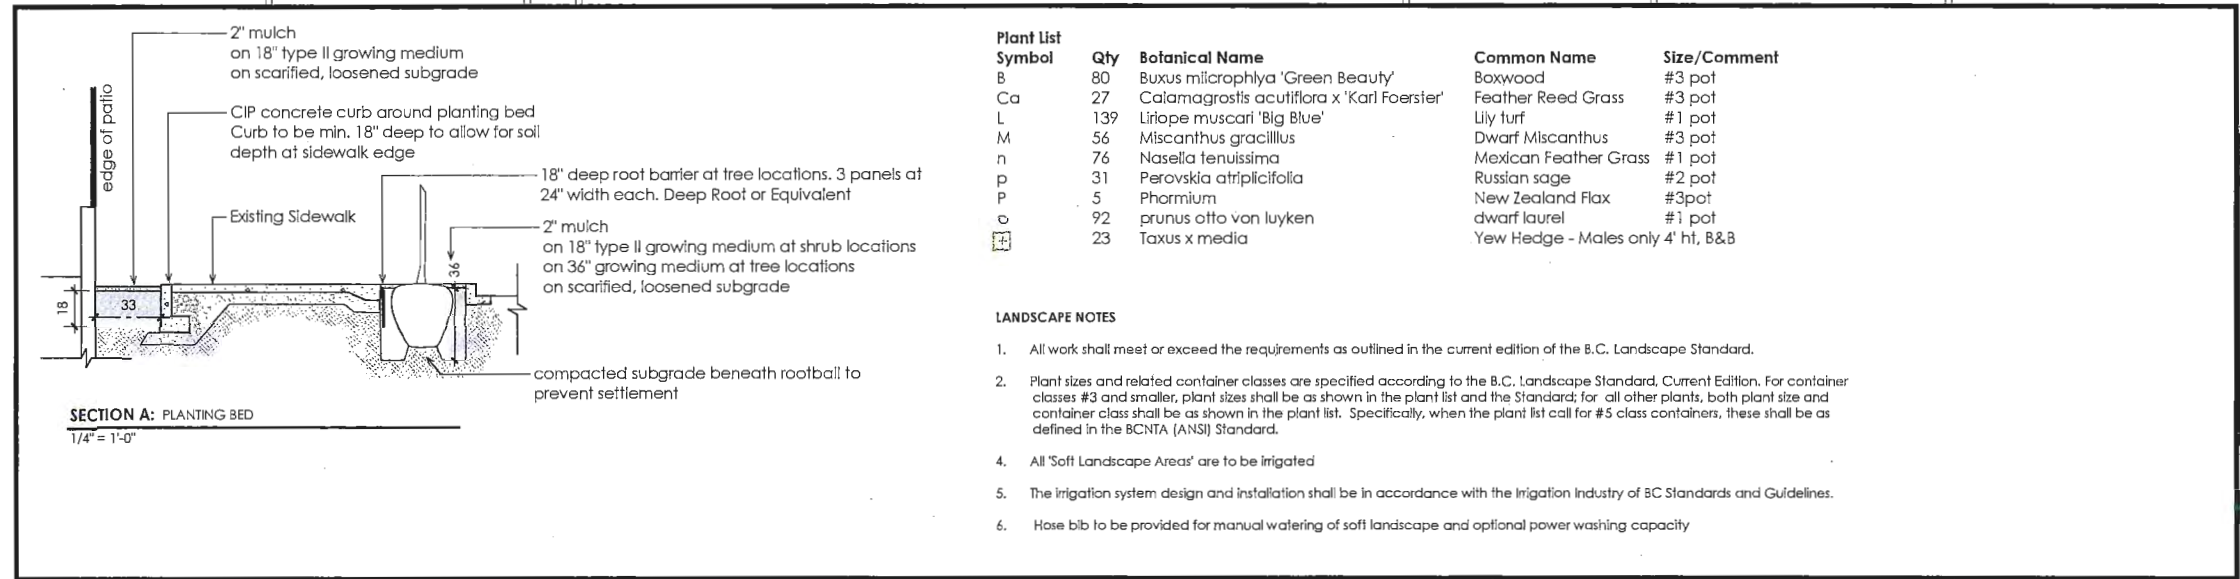 2" mulch
on 18" type II growing medium
on scarified, loosened subgrade
edge of patio
CIP concrete curb around planting bed
Curb to be min. 18" deep to allow for soil
depth at sidewalk edge
18" deep root barrier at tree locations. 3 panels at
24" width each. Deep Root or Equivalent
Existing Sidewalk
2" mulch
on 18" type II growing medium at shrub locations
on 36" growing medium at tree locations
on scarified, loosened subgrade
36
18
33
compacted subgrade beneath rootball to
prevent settlement
SECTION A: PLANTING BED
1/4" = 1'-0"
Plant List
Symbol Qty Botanical Name Common Name Size/Comment
B 80 Buxus miicrophlya 'Green Beauty' Boxwood #3 pot
Ca 27 Calamagrostis acutiflora x 'Karl Foerster' Feather Reed Grass #3 pot
L 139 Liriope muscari 'Big Blue' Lily turf #1 pot
M 56 Miscanthus gracilllus Dwarf Miscanthus #3 pot
n 76 Nasella tenuissima Mexican Feather Grass #1 pot
p 31 Perovskia atriplicifolia Russian sage #2 pot
P 5 Phormium New Zealand Flax #3pot
o 92 prunus otto von luyken dwarf laurel #1 pot
+ 23 Taxus x media Yew Hedge - Males only 4' ht, B&B
LANDSCAPE NOTES
1. All work shall meet or exceed the requirements as outlined in the current edition of the B.C. Landscape Standard.
2. Plant sizes and related container classes are specified according to the B.C. Landscape Standard, Current Edition. For container
classes #3 and smaller, plant sizes shall be as shown in the plant list and the Standard; for all other plants, both plant size and
container class shall be as shown in the plant list. Specifically, when the plant list call for #5 class containers, these shall be as
defined in the BCNTA (ANSI) Standard.
4. All 'Soft Landscape Areas' are to be irrigated
5. The irrigation system design and installation shall be in accordance with the Irrigation Industry of BC Standards and Guidelines.
6. Hose bib to be provided for manual watering of soft landscape and optional power washing capacity